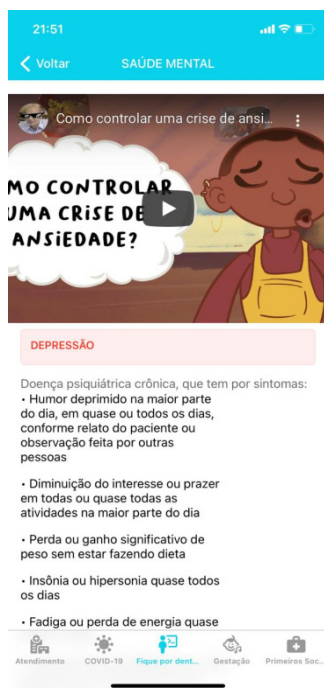 21:51
Voltar
SAÚDE MENTAL
Como controlar uma crise de ansi...
MO CONTROLAR
UMA CRiSE DE
ANSiEDADE?
DEPRESSÃO
Doença psiquiátrica crônica, que tem por sintomas:
• Humor deprimido na maior parte
do dia, em quase ou todos os dias,
conforme relato do paciente ou
observação feita por outras
pessoas
• Diminuição do interesse ou prazer
em todas ou quase todas as
atividades na maior parte do dia
• Perda ou ganho significativo de
peso sem estar fazendo dieta
• Insônia ou hipersonia quase todos
os dias
• Fadiga ou perda de energia quase
Atendimento COVID-19 Fique por dent... Gestação Primeiros Soc...